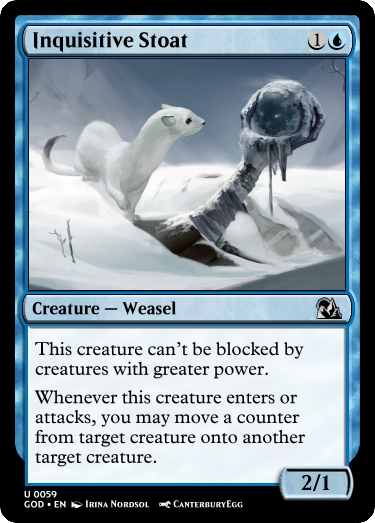 Inquisitive Stoat 1
Creature — Weasel
This creature can't be blocked by
creatures with greater power.
Whenever this creature enters or
attacks, you may move a counter
from target creature onto another
target creature.
2/1
U 0059
GOD • EN Irina Nordsol CanterburyEgg